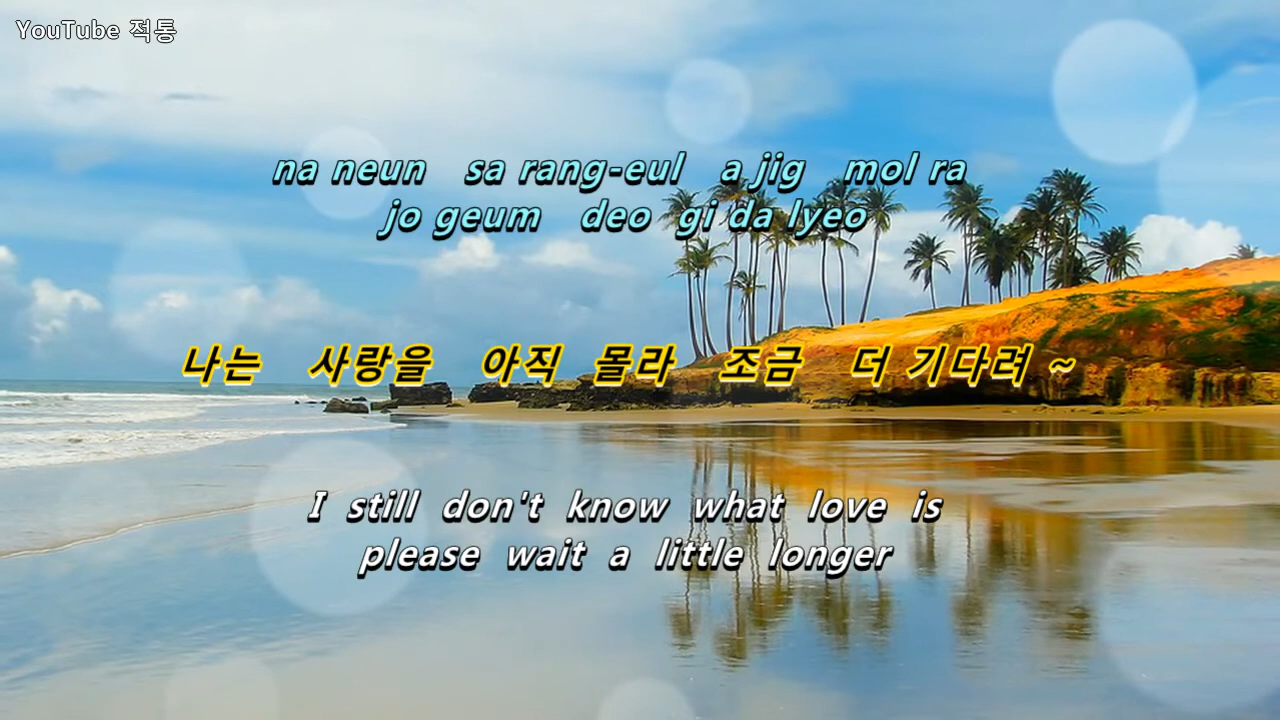 YouTube 적통
na neun sa rang-eul a jig mol ra
jo geum deo gi da lyeo
나는 사랑을 아직 몰라 조금 더 기다려 ~
I still don't know what love is
please wait a little longer